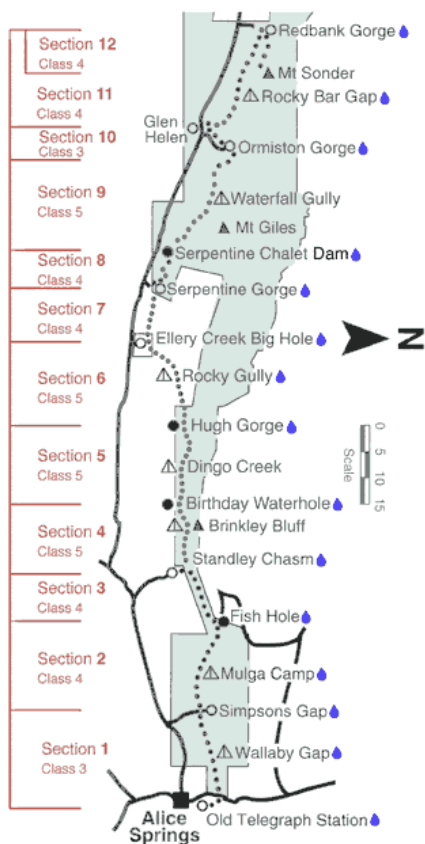 Redbank Gorge
Section 12
Class 4
Mt Sonder
Section 11
Class 4
Rocky Bar Gap
Glen
Helen
Section 10
Class 3
Ormiston Gorge
Section 9
Class 5
Waterfall Gully
Mt Giles
Serpentine Chalet Dam
Section 8
Class 4
Serpentine Gorge
Section 7
Class 4
Ellery Creek Big Hole
N
Section 6
Class 5
Rocky Gully
Hugh Gorge
0
5
10
15
Scale
Section 5
Class 5
Dingo Creek
Birthday Waterhole
Section 4
Class 5
Brinkley Bluff
Standley Chasm
Section 3
Class 4
Fish Hole
Section 2
Class 4
Mulga Camp
Simpsons Gap
Section 1
Class 3
Wallaby Gap
Alice
Springs
Old Telegraph Station